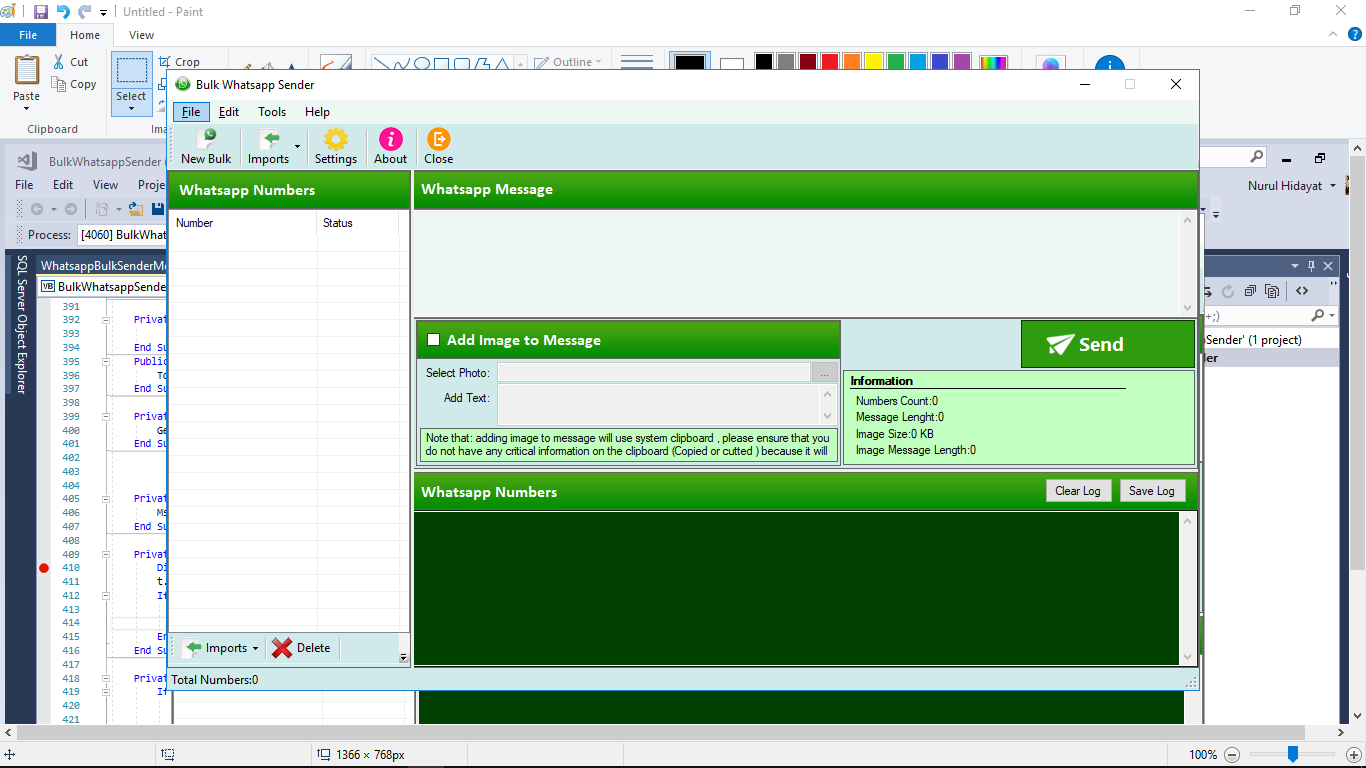 Untitled - Paint
File Home View
Cut
Crop
Outline
Paste
Copy
Select
Clipboard
Bulk Whatsapp Sender
File Edit Tools Help
New Bulk Imports Settings About Close
BulkWhatsappSender
File Edit View
Nurul Hidayat
Process: [4060] BulkWhat
Whatsapp Numbers
Number Status
Whatsapp Message
SQL Server Object Explorer
WhatsappBulkSenderM
BulkWhatsappSende
391
392 Privat
393
394 End Su
395 Public
396 To
397 End Su
398
399 Privat
400 Ge
401 End Su
402
403
404
405 Privat
406 Ms
407 End Su
408
409 Privat
410 Di
411 t.
412 If
413
414
415 En
416 End Su
417
418 Privat
419 If
420
421
Add Image to Message
Select Photo: ...
Add Text:
Note that: adding image to message will use system clipboard , please ensure that you
do not have any critical information on the clipboard (Copied or cutted ) because it will
Send
Information
Numbers Count:0
Message Lenght:0
Image Size:0 KB
Image Message Length:0
+;)
Sender' (1 project)
der
Whatsapp Numbers
Clear Log Save Log
Imports Delete
Total Numbers:0
1366 × 768px
100%